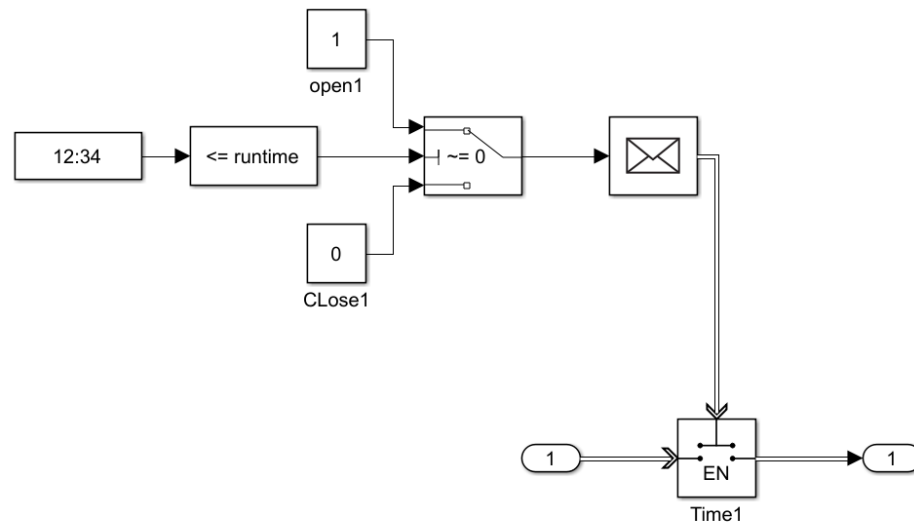 1
open1
12:34
<= runtime
~= 0
0
CLose1
1
EN
1
Time1